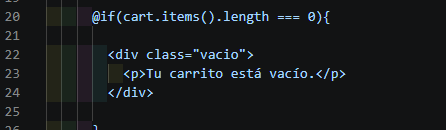 20 @if(cart.items().length === 0){
21
22 <div class="vacio">
23 <p>Tu carrito está vacío.</p>
24 </div>
25
26 }